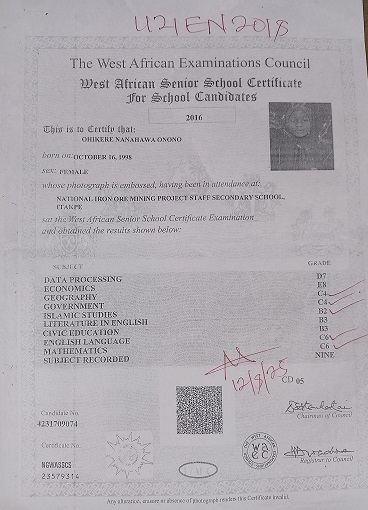 U21EN2018
The West African Examinations Council
West African Senior School Certificate
For School Candidates
2016
This is to Certify that:
OHIKERE NANAHAWA ONONO
born on: OCTOBER 16, 1998
sex: FEMALE
whose photograph is embossed, having been in attendance at:
NATIONAL IRON ORE MINING PROJECT STAFF SECONDARY SCHOOL,
ITAKPE
sat the West African Senior School Certificate Examination
and obtained the results shown below:
SUBJECT GRADE
DATA PROCESSING D7
ECONOMICS E8
GEOGRAPHY C4
GOVERNMENT C4
ISLAMIC STUDIES B2
LITERATURE IN ENGLISH B3
CIVIC EDUCATION B3
ENGLISH LANGUAGE C6
MATHEMATICS C6
SUBJECT RECORDED NINE
12/8/25
CD 05
Candidate No.
4231709074
Chairman of Council
Certificate No.
NGWASSCS
23579314
Registrar to Council
Any alteration, erasure or absence of photograph renders this Certificate invalid.